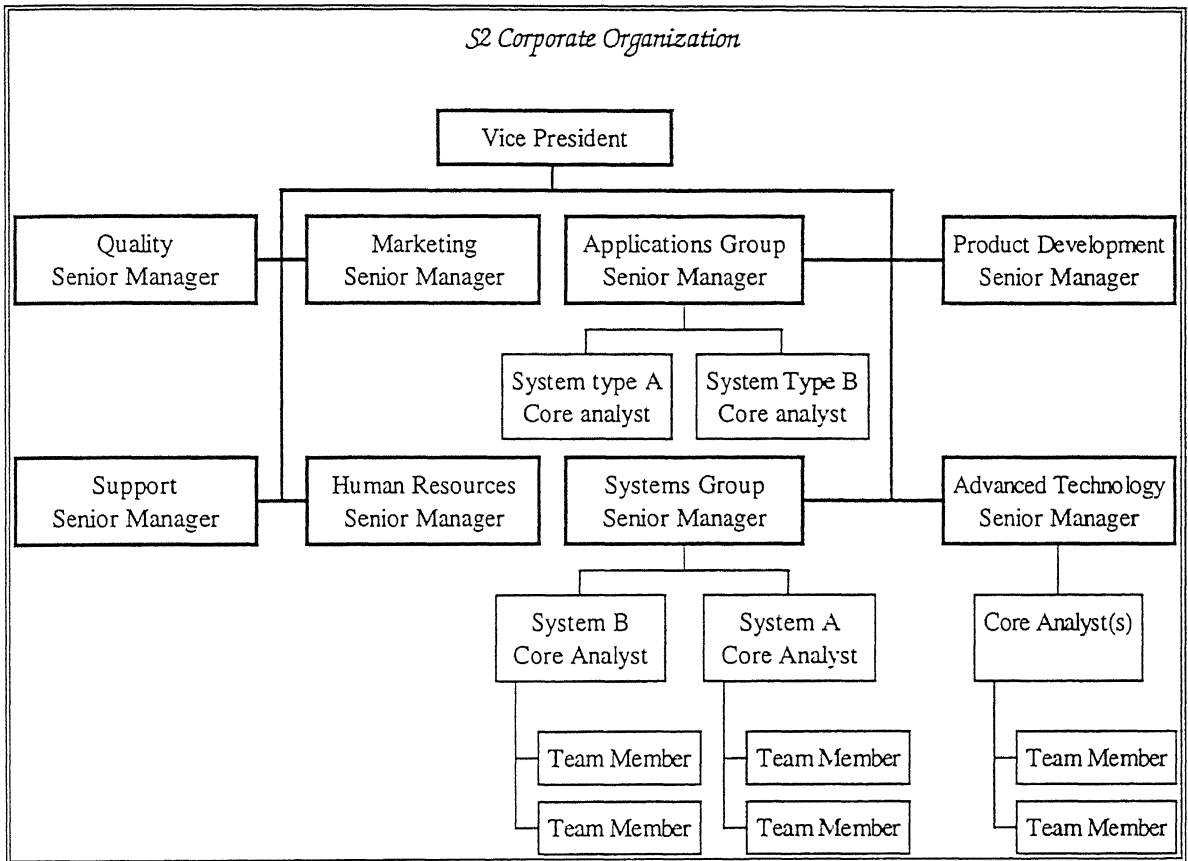 S2 Corporate Organization
Vice President
Quality
Senior Manager
Marketing
Senior Manager
Applications Group
Senior Manager
Product Development
Senior Manager
System type A
Core analyst
System Type B
Core analyst
Support
Senior Manager
Human Resources
Senior Manager
Systems Group
Senior Manager
Advanced Technology
Senior Manager
System B
Core Analyst
System A
Core Analyst
Core Analyst(s)
Team Member
Team Member
Team Member
Team Member
Team Member
Team Member